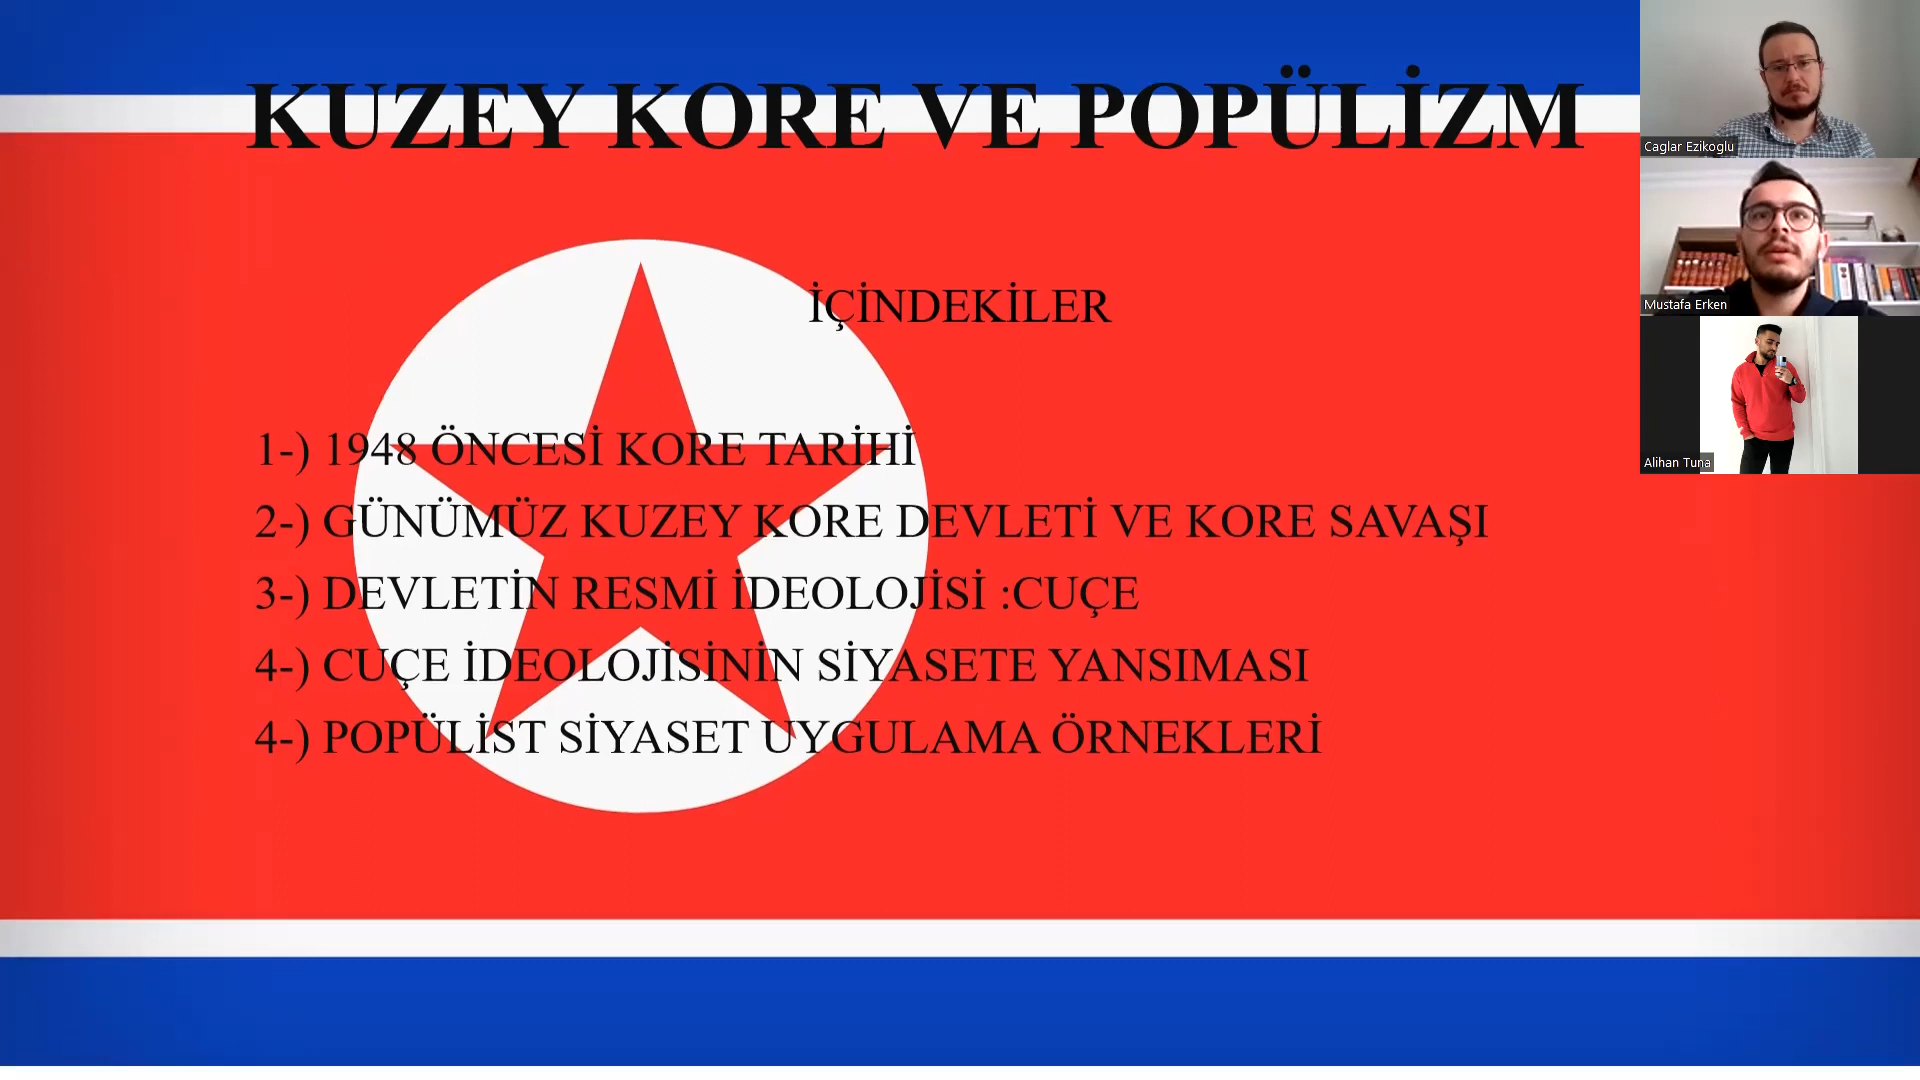 KUZEY KORE VE POPÜLİZM
İÇİNDEKİLER
1-) 1948 ÖNCESİ KORE TARİHİ
2-) GÜNÜMÜZ KUZEY KORE DEVLETİ VE KORE SAVAŞI
3-) DEVLETİN RESMİ İDEOLOJİSİ :CUÇE
4-) CUÇE İDEOLOJİSİNİN SİYASETE YANSIMASI
4-) POPÜLİST SİYASET UYGULAMA ÖRNEKLERİ
Caglar Ezikoglu
Mustafa Erken
Alihan Tuna